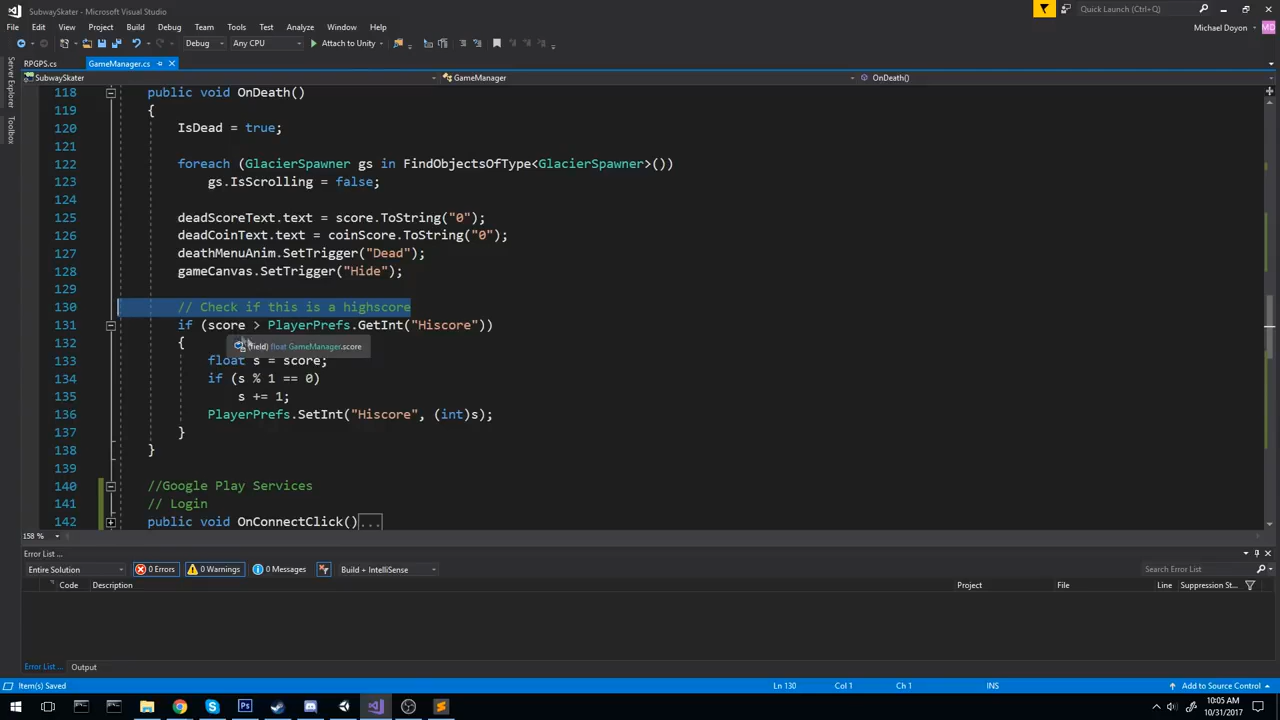 SubwaySkater - Microsoft Visual Studio
Quick Launch (Ctrl+Q)
File Edit View Project Build Debug Team Tools Test Analyze Window Help
Michael Doyon MD
Debug Any CPU Attach to Unity
RPGPS.cs GameManager.cs
SubwaySkater GameManager OnDeath()
Server Explorer
Toolbox
118 public void OnDeath()
119 {
120 IsDead = true;
121
122 foreach (GlacierSpawner gs in FindObjectsOfType<GlacierSpawner>())
123 gs.IsScrolling = false;
124
125 deadScoreText.text = score.ToString("0");
126 deadCoinText.text = coinScore.ToString("0");
127 deathMenuAnim.SetTrigger("Dead");
128 gameCanvas.SetTrigger("Hide");
129
130 // Check if this is a highscore
131 if (score > PlayerPrefs.GetInt("Hiscore"))
132 {
(field) float GameManager.score
133 float s = score;
134 if (s % 1 == 0)
135 s += 1;
136 PlayerPrefs.SetInt("Hiscore", (int)s);
137 }
138 }
139
140 //Google Play Services
141 // Login
142 public void OnConnectClick()...
158 %
Error List ...
Entire Solution 0 Errors 0 Warnings 0 Messages Build + IntelliSense Search Error List
Code Description Project File Line Suppression St...
Error List ... Output
Item(s) Saved Ln 130 Col 1 Ch 1 INS Add to Source Control
10:05 AM
10/31/2017